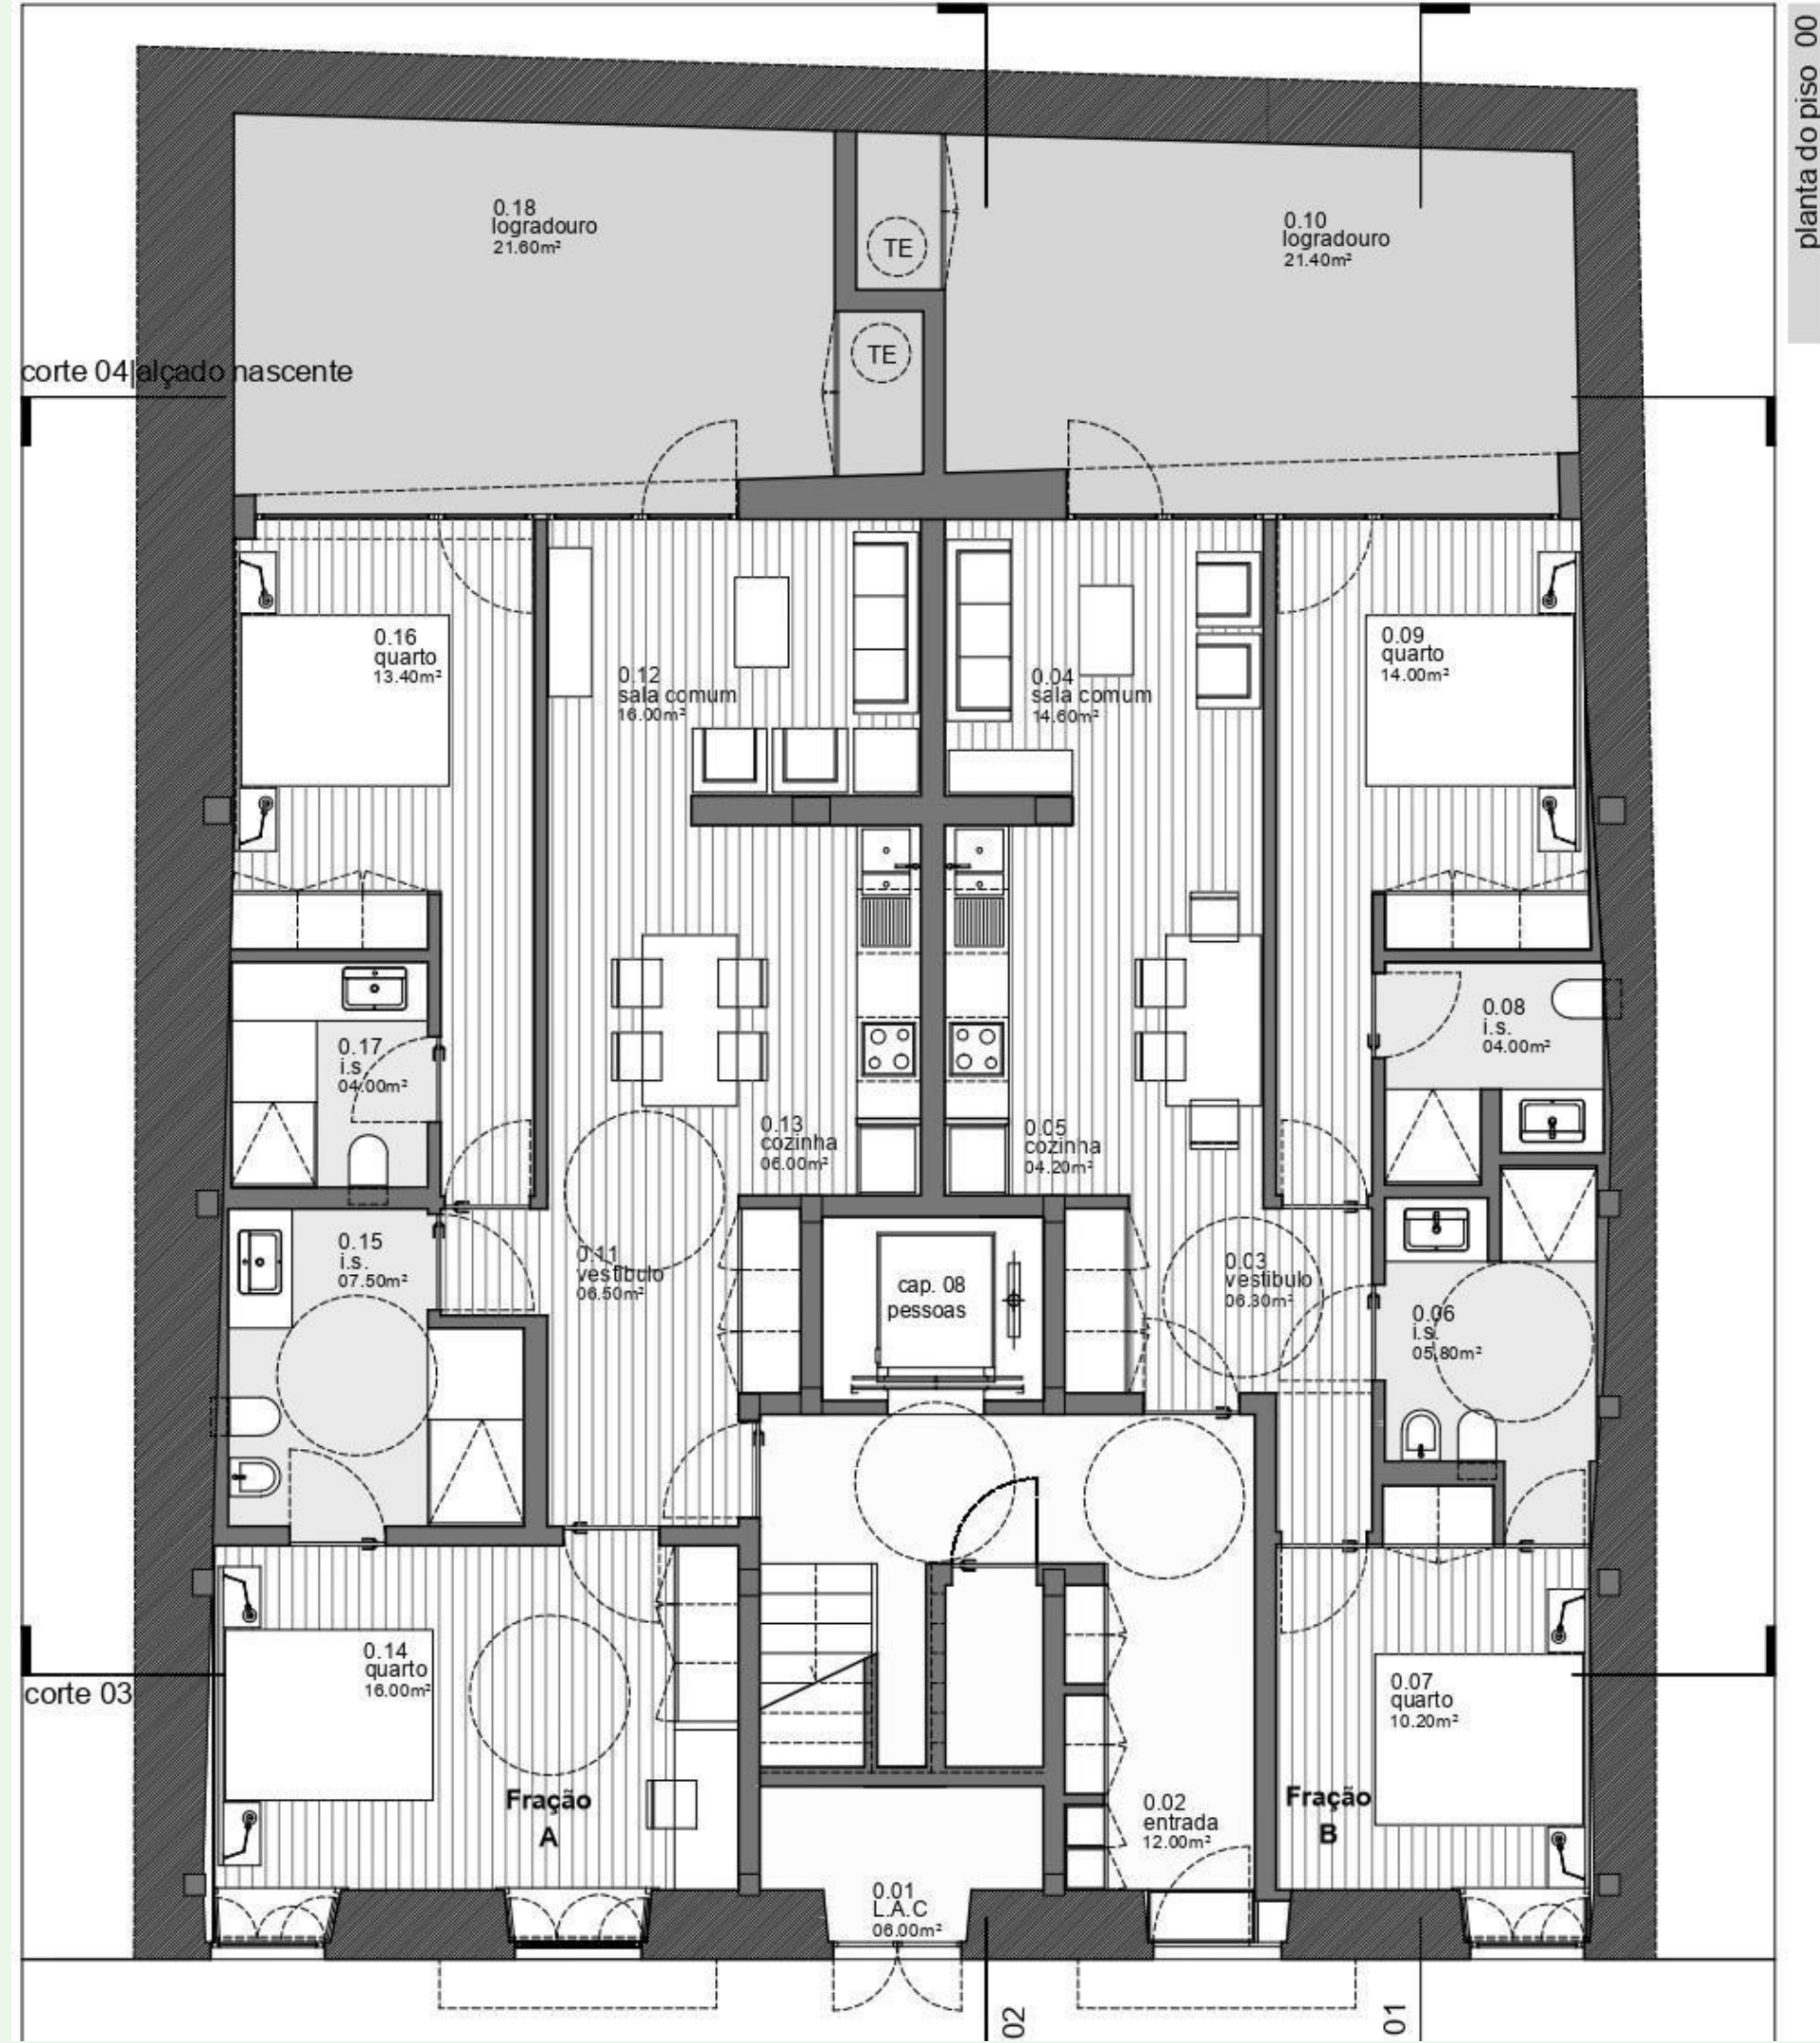 planta do piso 00
0.18
logradouro
21.60m²
TE
0.10
logradouro
21.40m²
TE
corte 04|alçado nascente
0.16
quarto
13.40m²
0.12
sala comum
16.00m²
0.04
sala comum
14.60m²
0.09
quarto
14.00m²
0.17
i.s.
04.00m²
0.08
i.s.
04.00m²
0.13
cozinha
06.00m²
0.05
cozinha
04.20m²
0.15
i.s.
07.50m²
0.11
vestíbulo
06.50m²
cap. 08
pessoas
0.03
vestíbulo
06.30m²
0.06
i.s.
05.80m²
0.14
quarto
16.00m²
corte 03
0.07
quarto
10.20m²
Fração
A
Fração
B
0.02
entrada
12.00m²
0.01
L.A.C
06.00m²
02
01